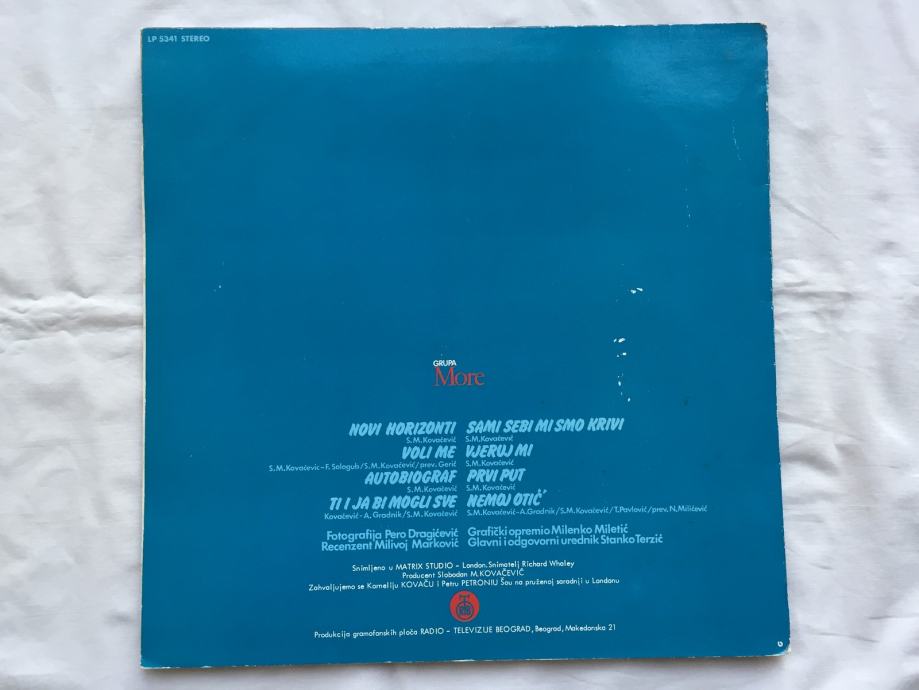 LP 5341 STEREO
GRUPA
More
NOVI HORIZONTI
S.M.Kovačević
VOLI ME
S.M.Kovačević-F. Sologub/S.M.Kovačević/prev. Gerić
AUTOBIOGRAF
S.M.Kovačević
TI I JA BI MOGLI SVE
Kovačević-A. Gradnik/S.M.Kovačević
SAMI SEBI MI SMO KRIVI
S.M.Kovačević
VJERUJ MI
S.M.Kovačević
PRVI PUT
S.M.Kovačević
NEMOJ OTIĆ'
S.M.Kovačević-A.Gradnik/S.M.Kovačević/T.Pavlović/prev.N.Milićević
Fotografija Pero Dragićević
Recenzent Milivoj Marković
Grafički opremio Milenko Miletić
Glavni i odgovorni urednik Stanko Terzić
Snimljeno u MATRIX STUDIO - London. Snimatelj Richard Whaley
Producent Slobodan M.KOVAČEVIĆ
Zahvaljujemo se Korneliju KOVAČU i Petru PETRONIU Šou na pruženoj saradnji u Londonu
RTB
Produkcija gramofonskih ploča RADIO - TELEVIZIJE BEOGRAD, Beograd, Makedonska 21